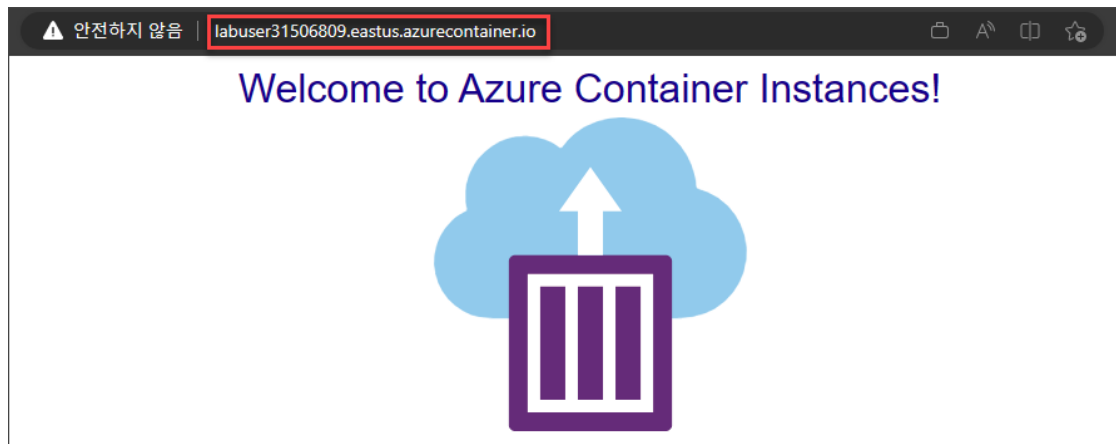 안전하지 않음 labuser31506809.eastus.azurecontainer.io
Welcome to Azure Container Instances!